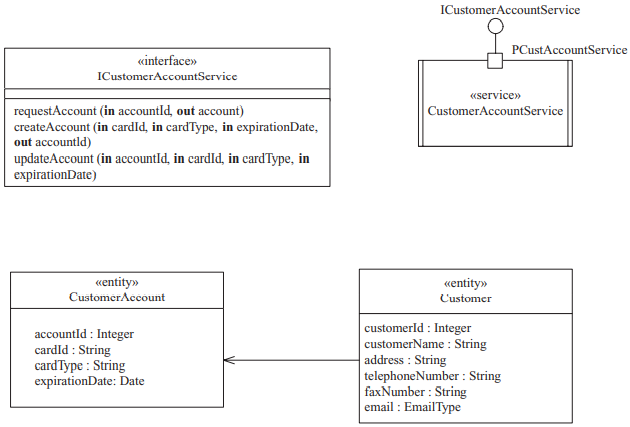 ICustomerAccountService
«interface»
ICustomerAccountService
PCustAccountService
«service»
CustomerAccountService
requestAccount (in accountId, out account)
createAccount (in cardId, in cardType, in expirationDate,
out accountId)
updateAccount (in accountId, in cardId, in cardType, in
expirationDate)
«entity»
CustomerAccount
accountId : Integer
cardId : String
cardType : String
expirationDate: Date
«entity»
Customer
customerId : Integer
customerName : String
address : String
telephoneNumber : String
faxNumber : String
email : EmailType